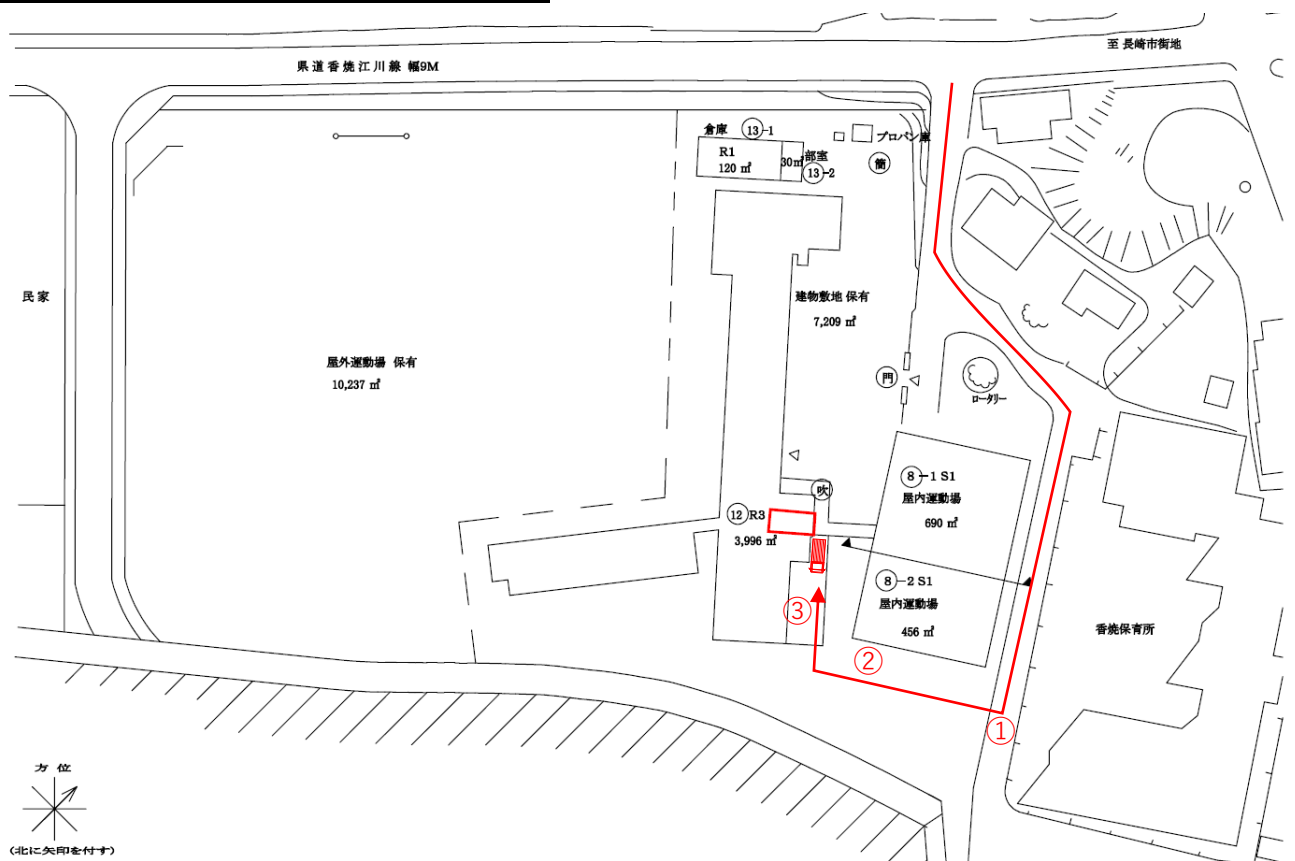 至 長崎市街地
県道香焼江川線 幅9M
倉庫 13-1
プロパン庫
R1
120 ㎡
30㎡
部室
13-2
簡
民家
建物敷地 保有
7,209 ㎡
屋外運動場 保有
10,237 ㎡
門
ロータリー
8-1 S1
屋内運動場
690 ㎡
吹
12 R3
3,996 ㎡
8-2 S1
屋内運動場
456 ㎡
③
香焼保育所
②
①
方 位
(北に矢印を付す)